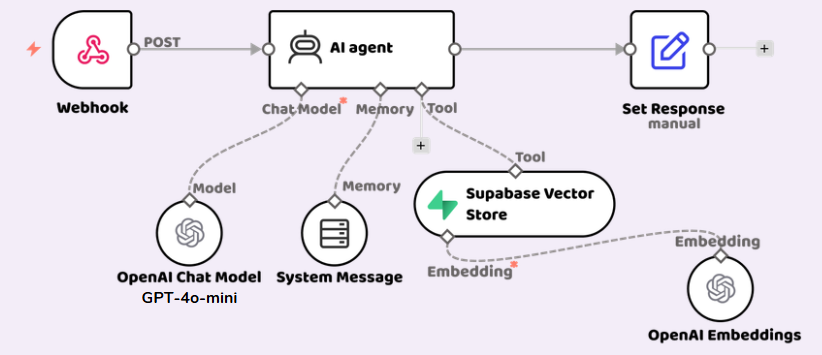 POST
AI agent
Webhook
Chat Model*
Memory
Tool
Set Response
manual
+
+
Tool
Model
Memory
Supabase Vector
Store
OpenAI Chat Model
GPT-4o-mini
System Message
Embedding*
Embedding
OpenAI Embeddings